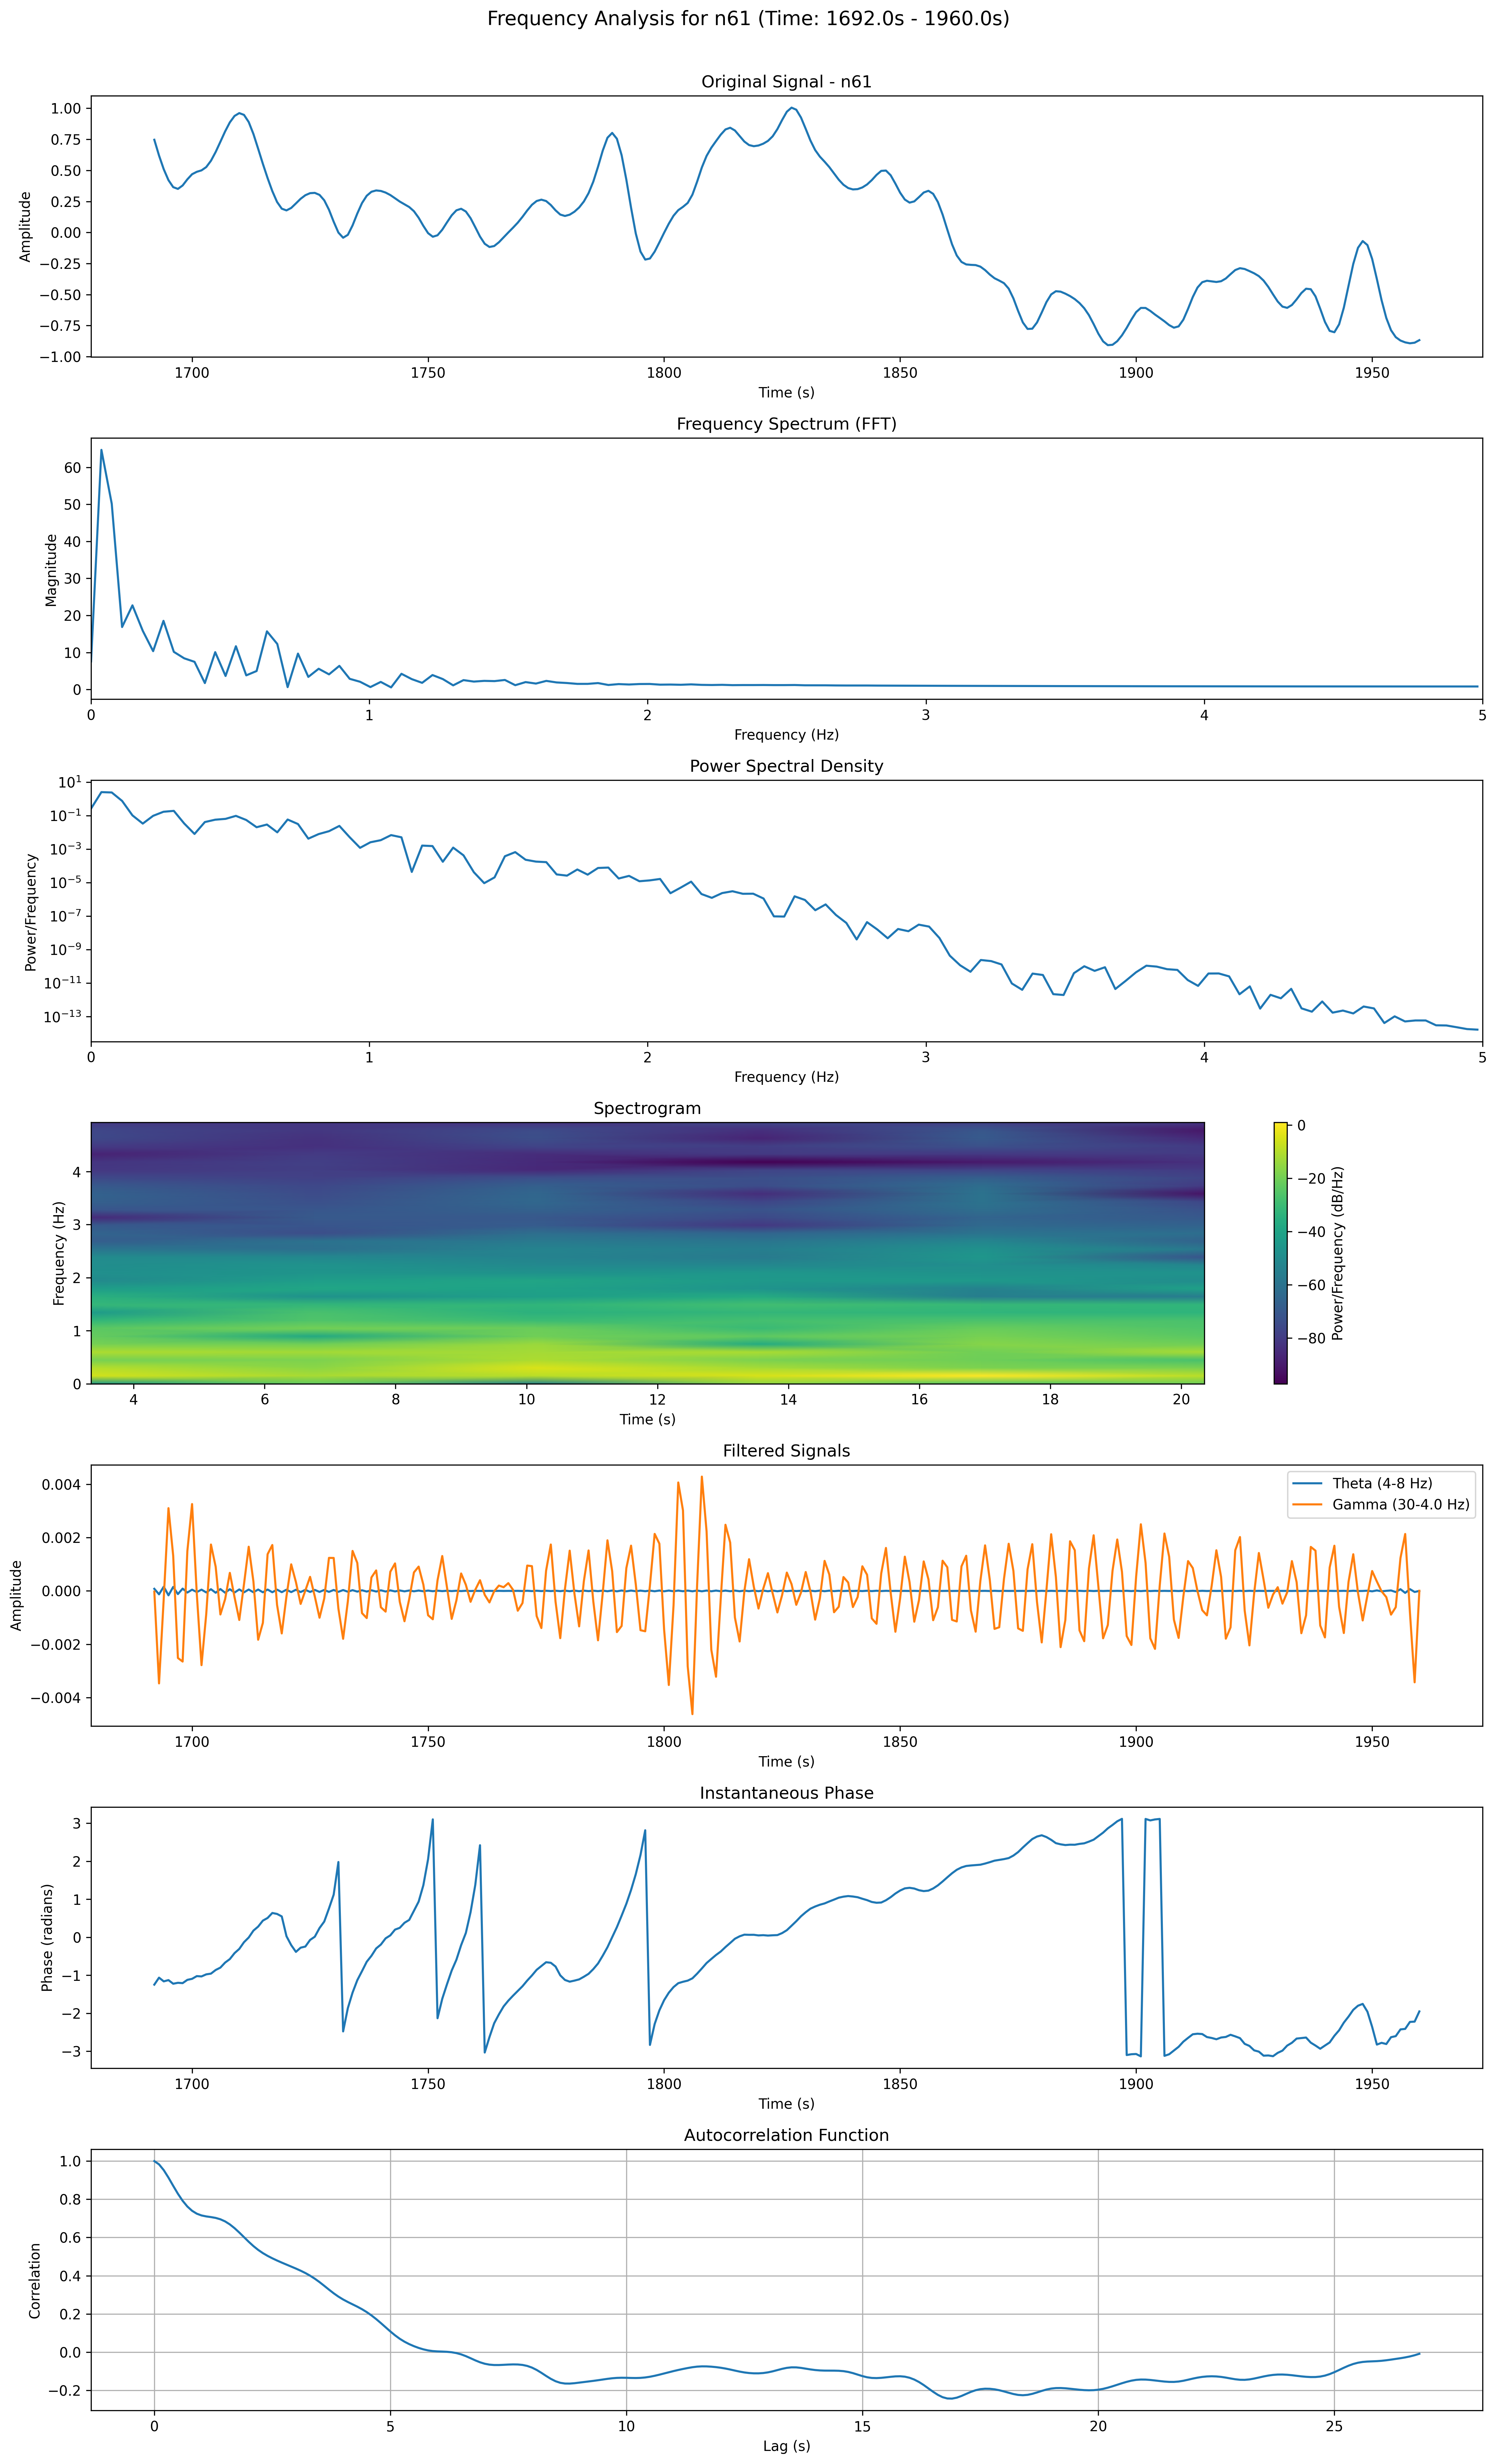 Frequency Analysis for n61 (Time: 1692.0s - 1960.0s)
Original Signal - n61
1.00
0.75
0.50
0.25
0.00
−0.25
−0.50
−0.75
−1.00
Amplitude
1700 1750 1800 1850 1900 1950
Time (s)
Frequency Spectrum (FFT)
60
50
40
30
20
10
0
Magnitude
0 1 2 3 4 5
Frequency (Hz)
Power Spectral Density
10^1
10^−1
10^−3
10^−5
10^−7
10^−9
10^−11
10^−13
Power/Frequency
0 1 2 3 4 5
Frequency (Hz)
Spectrogram
4
3
2
1
0
Frequency (Hz)
4 6 8 10 12 14 16 18 20
Time (s)
0
−20
−40
−60
−80
Power/Frequency (dB/Hz)
Filtered Signals
Theta (4-8 Hz)
Gamma (30-4.0 Hz)
0.004
0.002
0.000
−0.002
−0.004
Amplitude
1700 1750 1800 1850 1900 1950
Time (s)
Instantaneous Phase
3
2
1
0
−1
−2
−3
Phase (radians)
1700 1750 1800 1850 1900 1950
Time (s)
Autocorrelation Function
1.0
0.8
0.6
0.4
0.2
0.0
−0.2
Correlation
0 5 10 15 20 25
Lag (s)